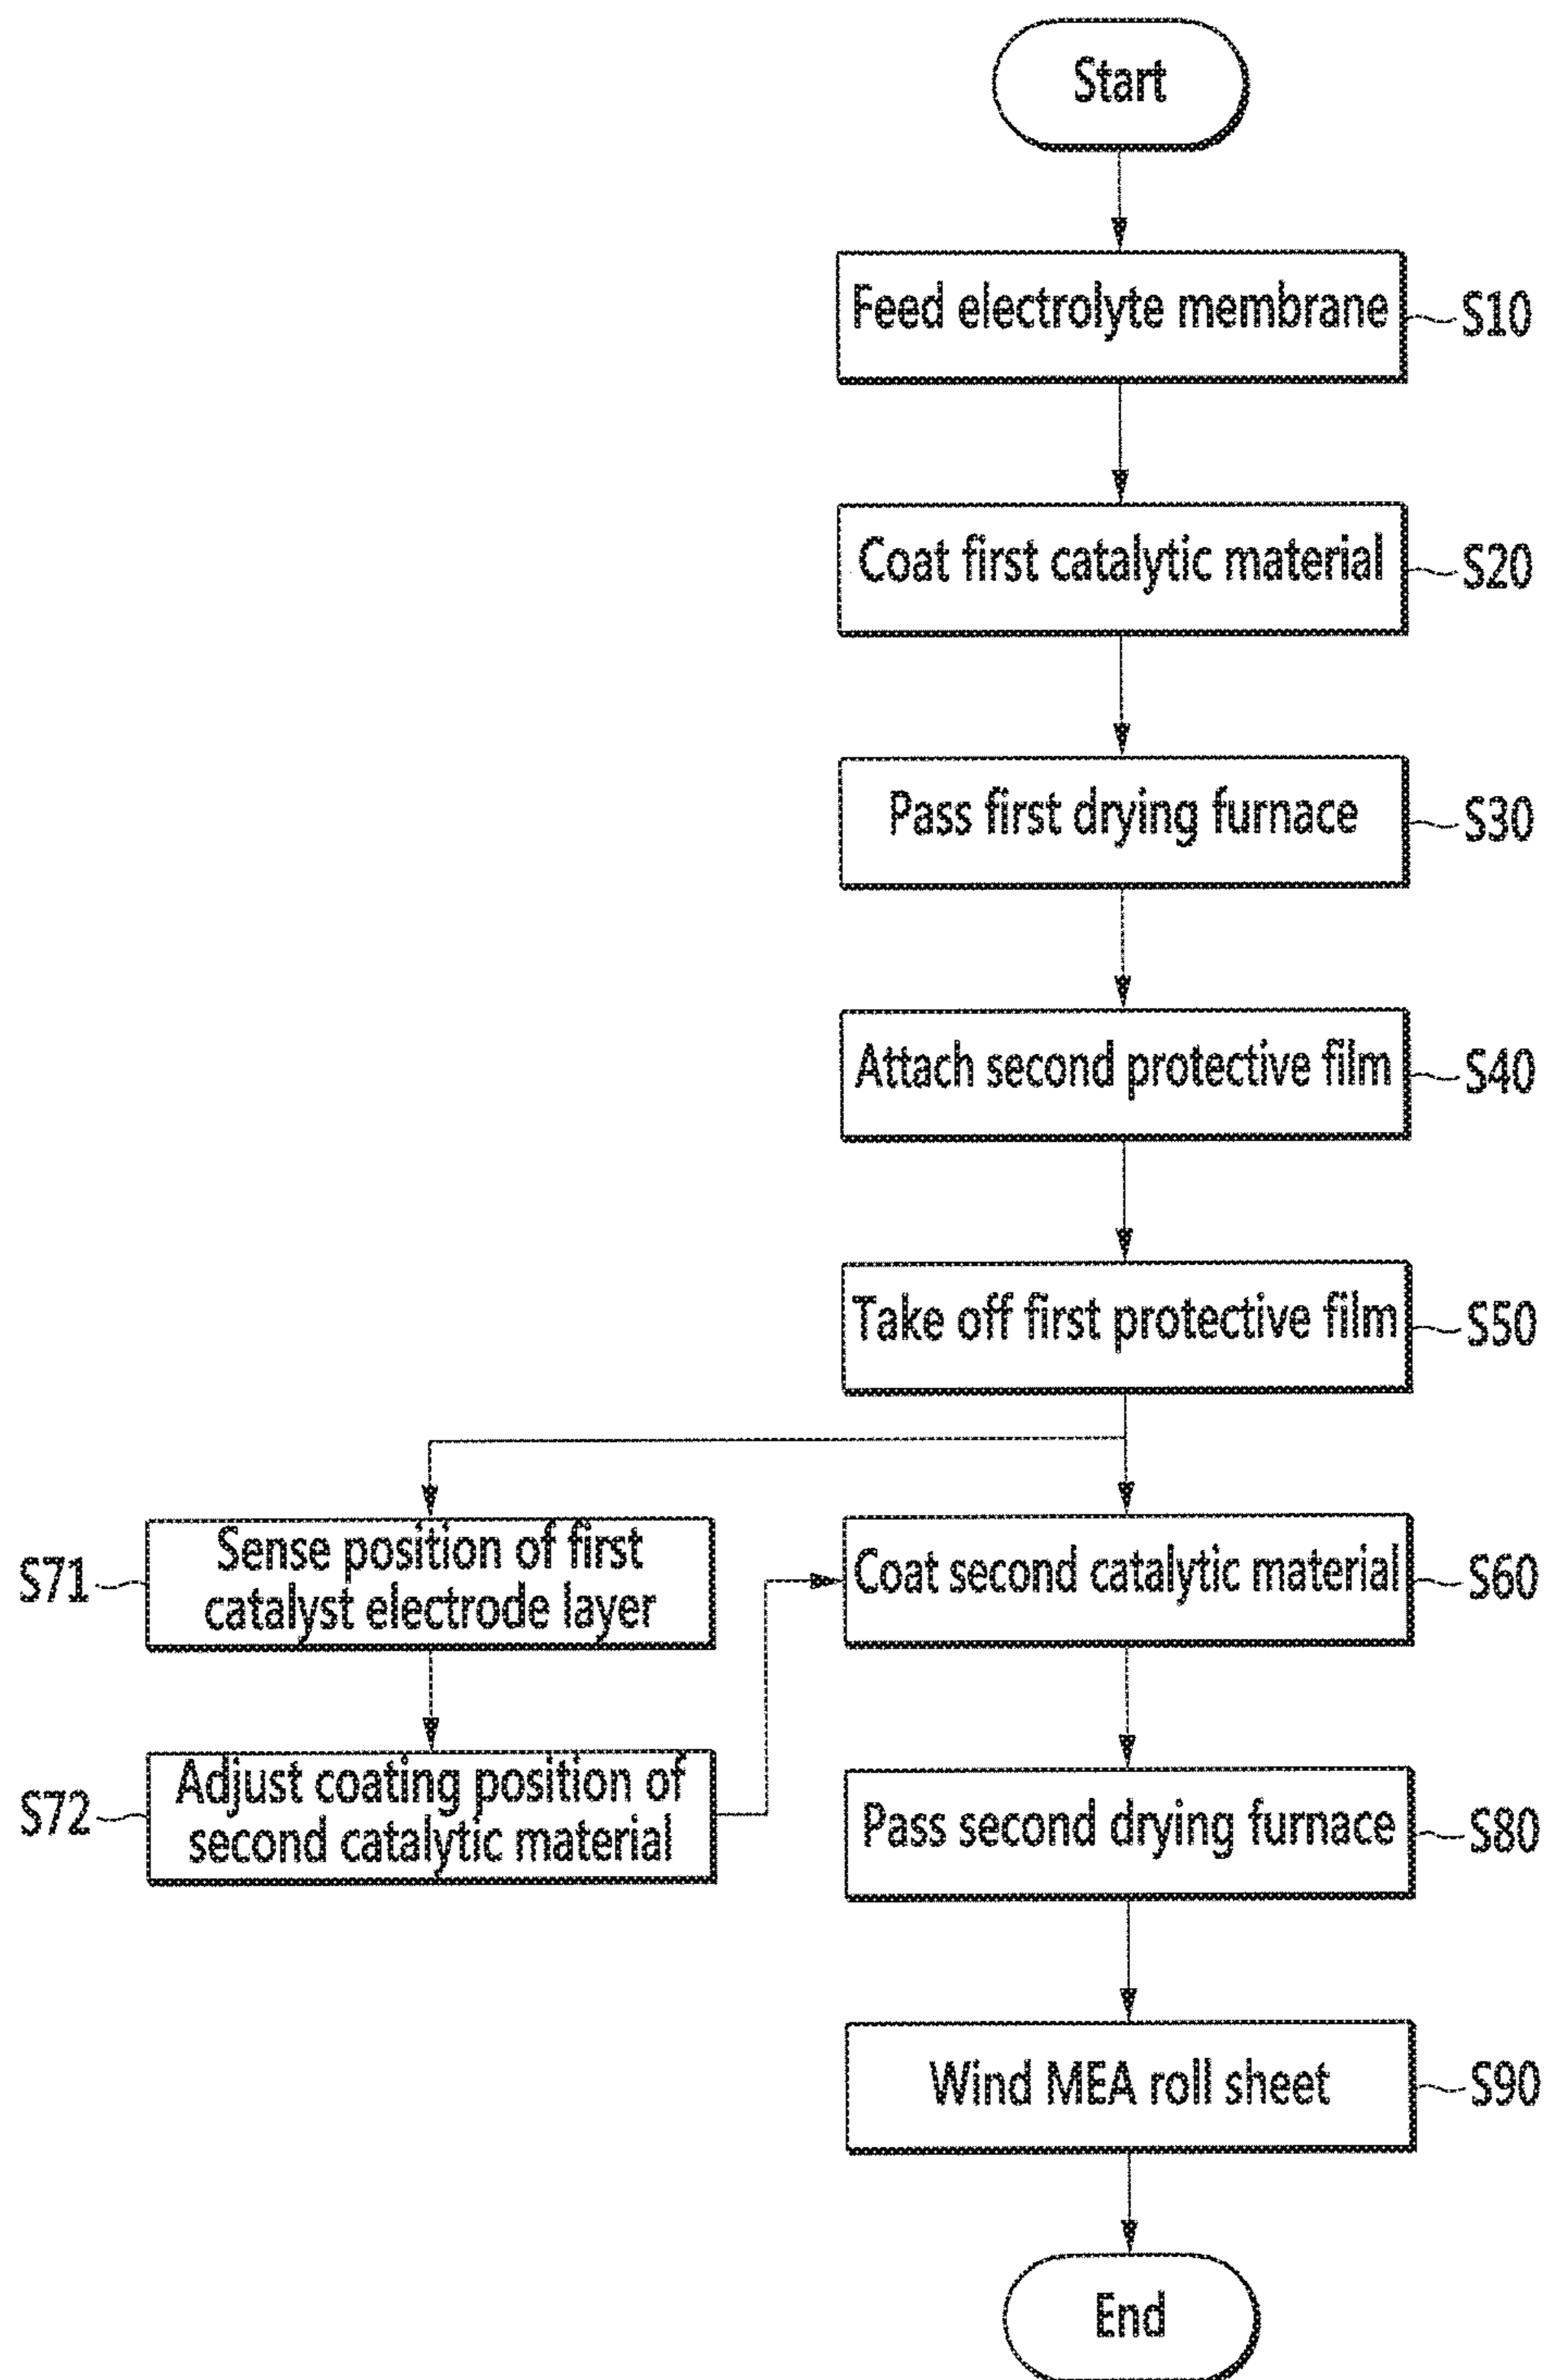 Start
Feed electrolyte membrane
S10
Coat first catalytic material
S20
Pass first drying furnace
S30
Attach second protective film
S40
Take off first protective film
S50
S71
Sense position of first
catalyst electrode layer
Coat second catalytic material
S60
S72
Adjust coating position of
second catalytic material
Pass second drying furnace
S80
Wind MEA roll sheet
S90
End